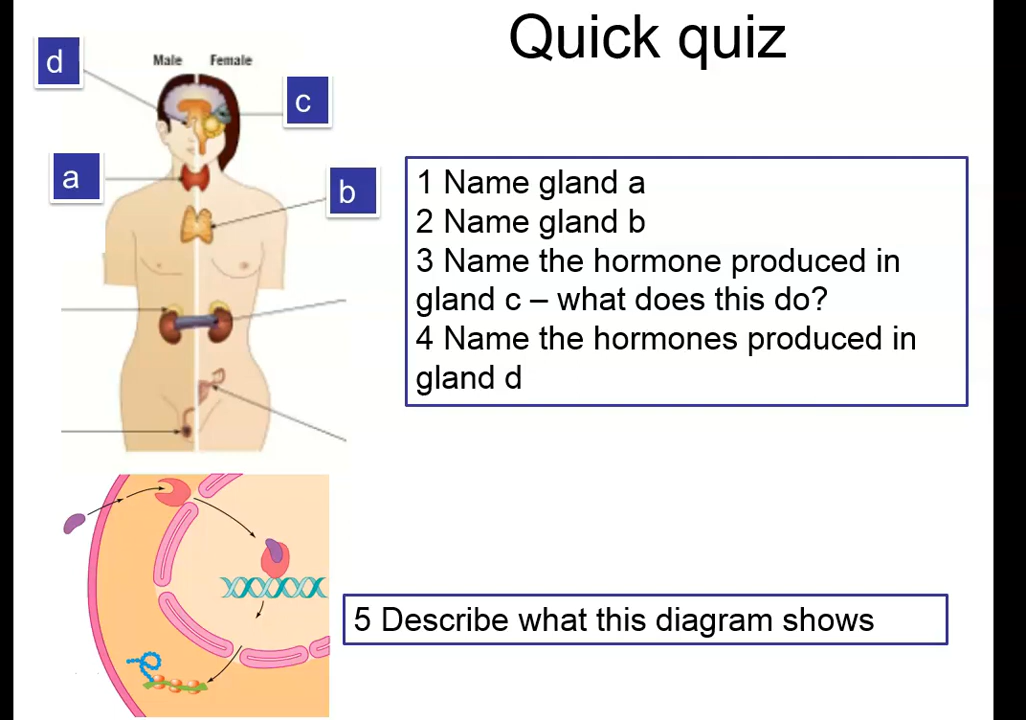 Quick quiz
d
Male Female
c
a
b
1 Name gland a
2 Name gland b
3 Name the hormone produced in
gland c – what does this do?
4 Name the hormones produced in
gland d
5 Describe what this diagram shows